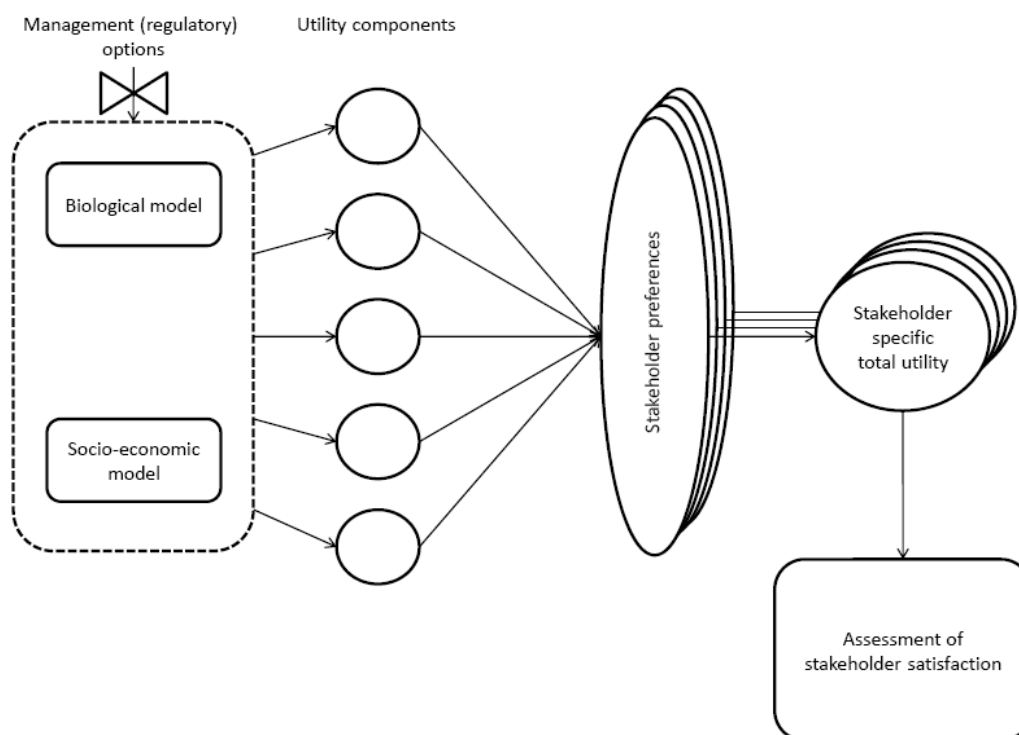 Management (regulatory)
options
Utility components
Biological model
Socio-economic
model
Stakeholder preferences
Stakeholder
specific
total utility
Assessment of
stakeholder satisfaction